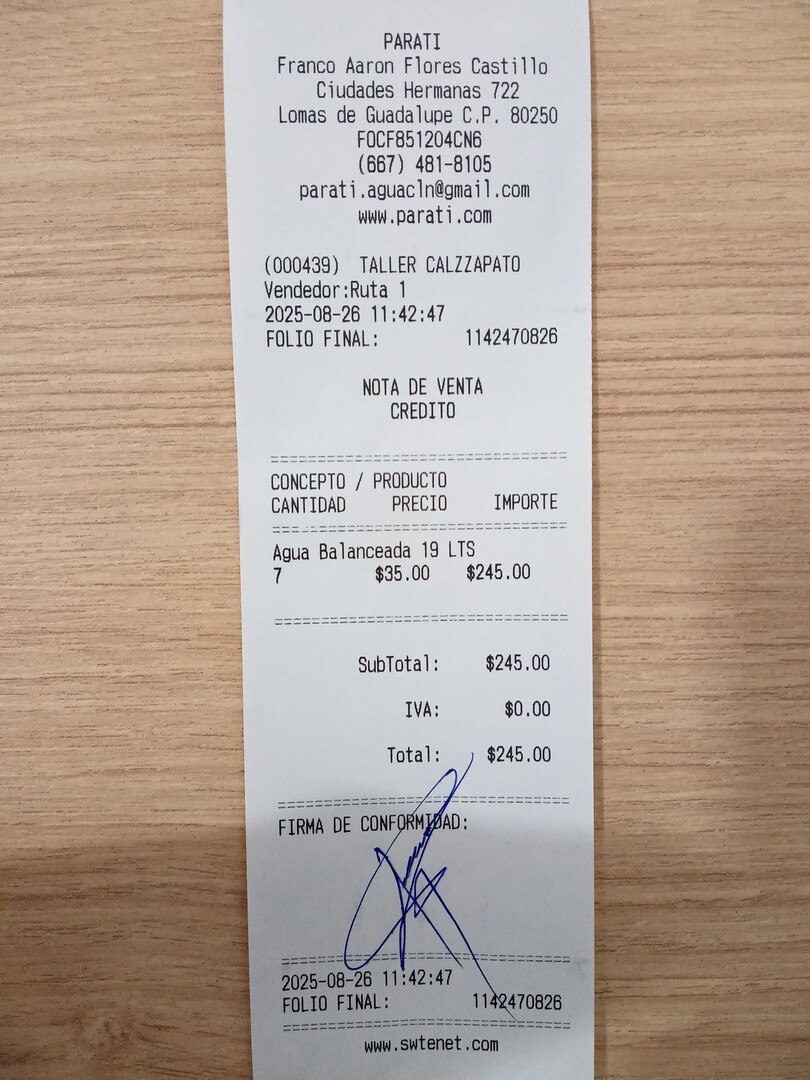 PARATI
Franco Aaron Flores Castillo
Ciudades Hermanas 722
Lomas de Guadalupe C.P. 80250
FOCF851204CN6
(667) 481-8105
parati.aguacln@gmail.com
www.parati.com
(000439) TALLER CALZZAPATO
Vendedor:Ruta 1
2025-08-26 11:42:47
FOLIO FINAL: 1142470826
NOTA DE VENTA
CREDITO
CONCEPTO / PRODUCTO
CANTIDAD PRECIO IMPORTE
Agua Balanceada 19 LTS
7 $35.00 $245.00
SubTotal: $245.00
IVA: $0.00
Total: $245.00
FIRMA DE CONFORMIDAD:
2025-08-26 11:42:47
FOLIO FINAL: 1142470826
www.swtenet.com